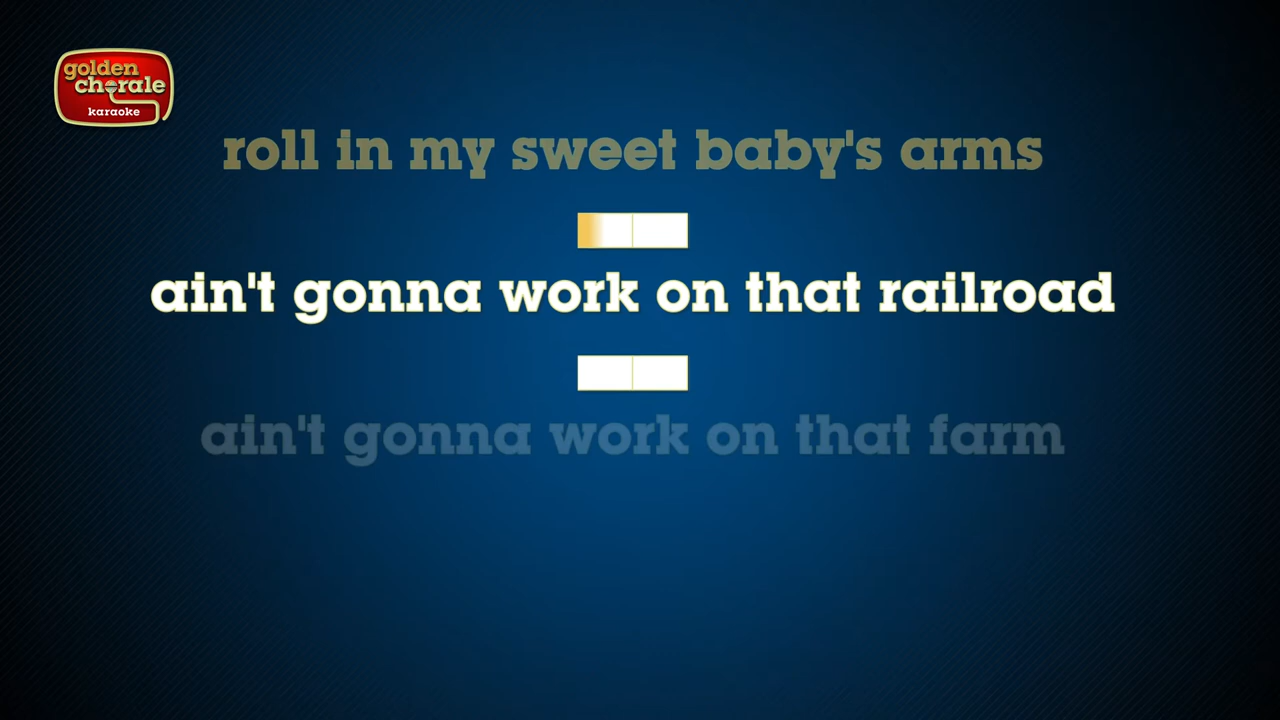 golden
chorale
karaoke
roll in my sweet baby's arms
ain't gonna work on that railroad
ain't gonna work on that farm